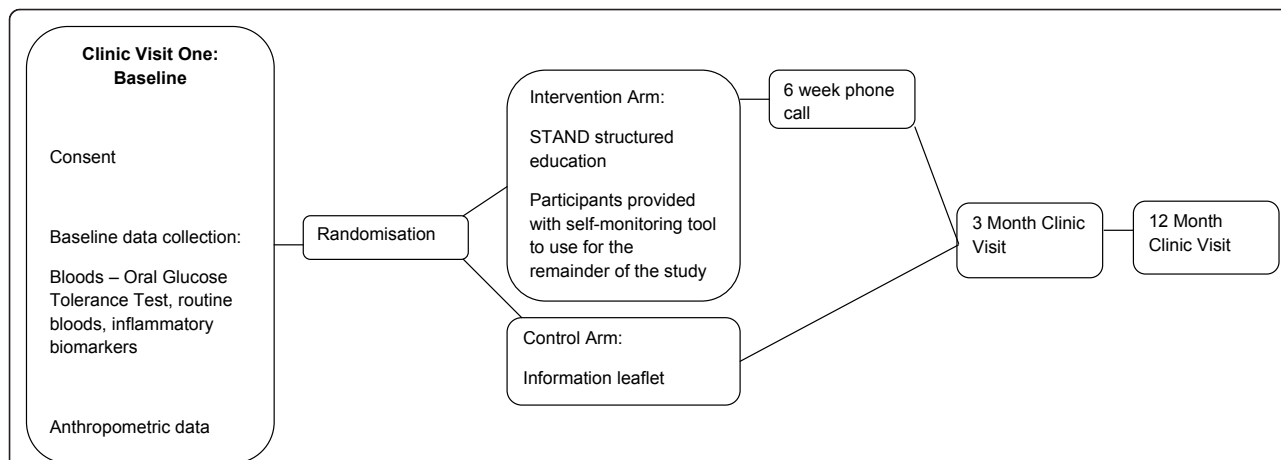 Clinic Visit One:
Baseline
Consent
Baseline data collection:
Bloods – Oral Glucose
Tolerance Test, routine
bloods, inflammatory
biomarkers
Anthropometric data
Randomisation
Intervention Arm:
STAND structured
education
Participants provided
with self-monitoring tool
to use for the
remainder of the study
Control Arm:
Information leaflet
6 week phone
call
3 Month Clinic
Visit
12 Month
Clinic Visit